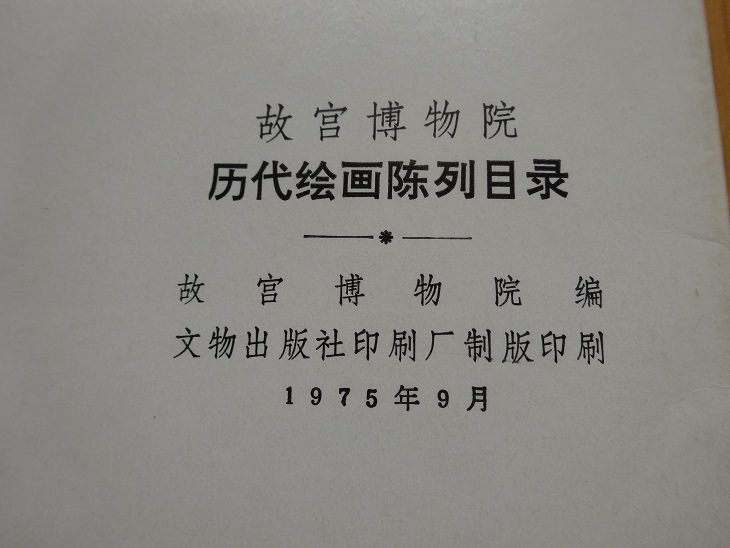 故宫博物院
历代绘画陈列目录
故宫博物院编
文物出版社印刷厂制版印刷
1975年9月